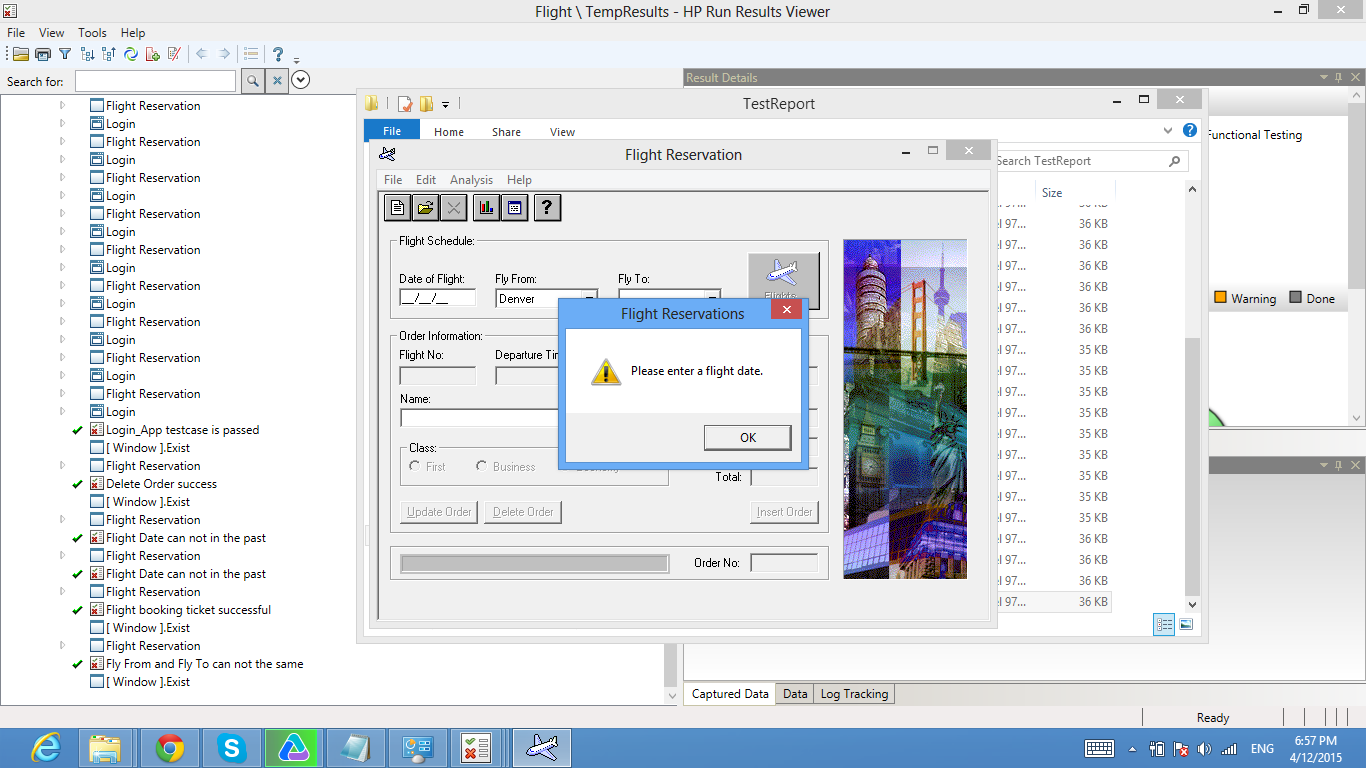 Flight \ TempResults - HP Run Results Viewer
File View Tools Help
Search for:
Flight Reservation
Login
Flight Reservation
Login
Flight Reservation
Login
Flight Reservation
Login
Flight Reservation
Login
Flight Reservation
Login
Flight Reservation
Login
Flight Reservation
Login
Flight Reservation
Login
Login_App testcase is passed
[ Window ].Exist
Flight Reservation
Delete Order success
[ Window ].Exist
Flight Reservation
Flight Date can not in the past
Flight Reservation
Flight Date can not in the past
Flight Reservation
Flight booking ticket successful
[ Window ].Exist
Flight Reservation
Fly From and Fly To can not the same
[ Window ].Exist
Result Details
TestReport
File Home Share View
Functional Testing
Search TestReport
Size
97... 36 KB
97... 36 KB
97... 36 KB
97... 36 KB
97... 36 KB
97... 36 KB
97... 35 KB
97... 35 KB
97... 35 KB
97... 35 KB
97... 35 KB
97... 35 KB
97... 35 KB
97... 35 KB
97... 35 KB
97... 36 KB
97... 36 KB
97... 36 KB
97... 36 KB
Warning Done
Flight Reservation
File Edit Analysis Help
Flight Schedule:
Date of Flight: Fly From: Fly To:
__/__/__ Denver
Flights
Order Information:
Flight No: Departure Tim
Name:
Class:
First Business Economy
Total:
Update Order Delete Order Insert Order
Order No:
Flight Reservations
Please enter a flight date.
OK
Captured Data Data Log Tracking
Ready
ENG
6:57 PM
4/12/2015